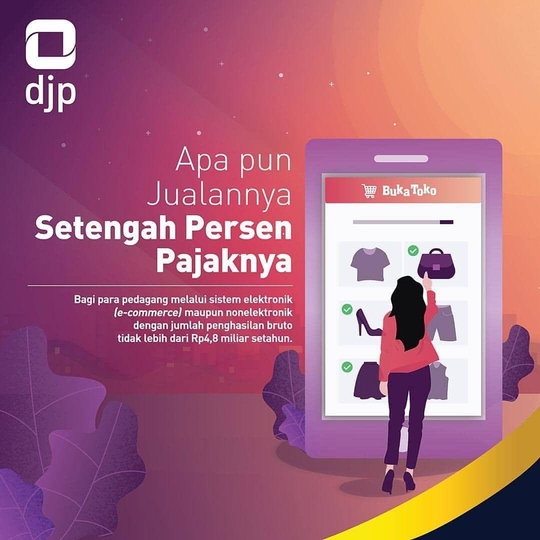 djp
Apa pun
Jualannya
Setengah Persen
Pajaknya
Bagi para pedagang melalui sistem elektronik
(e-commerce) maupun nonelektronik
dengan jumlah penghasilan bruto
tidak lebih dari Rp4,8 miliar setahun.
BukaToko